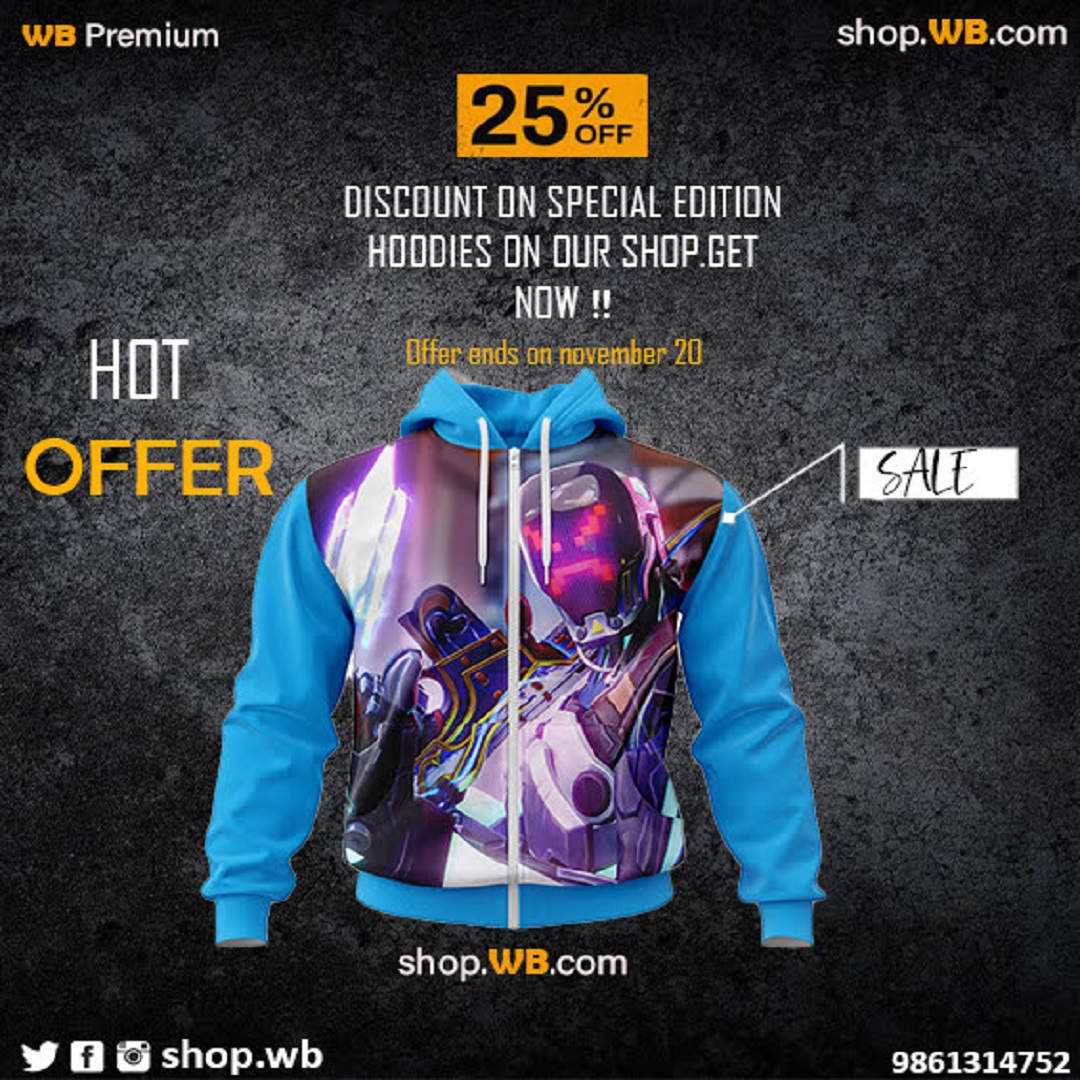 WB Premium
shop.WB.com
25% OFF
DISCOUNT ON SPECIAL EDITION
HOODIES ON OUR SHOP.GET
NOW !!
Offer ends on november 20
HOT
OFFER
SALE
shop.WB.com
shop.wb
9861314752